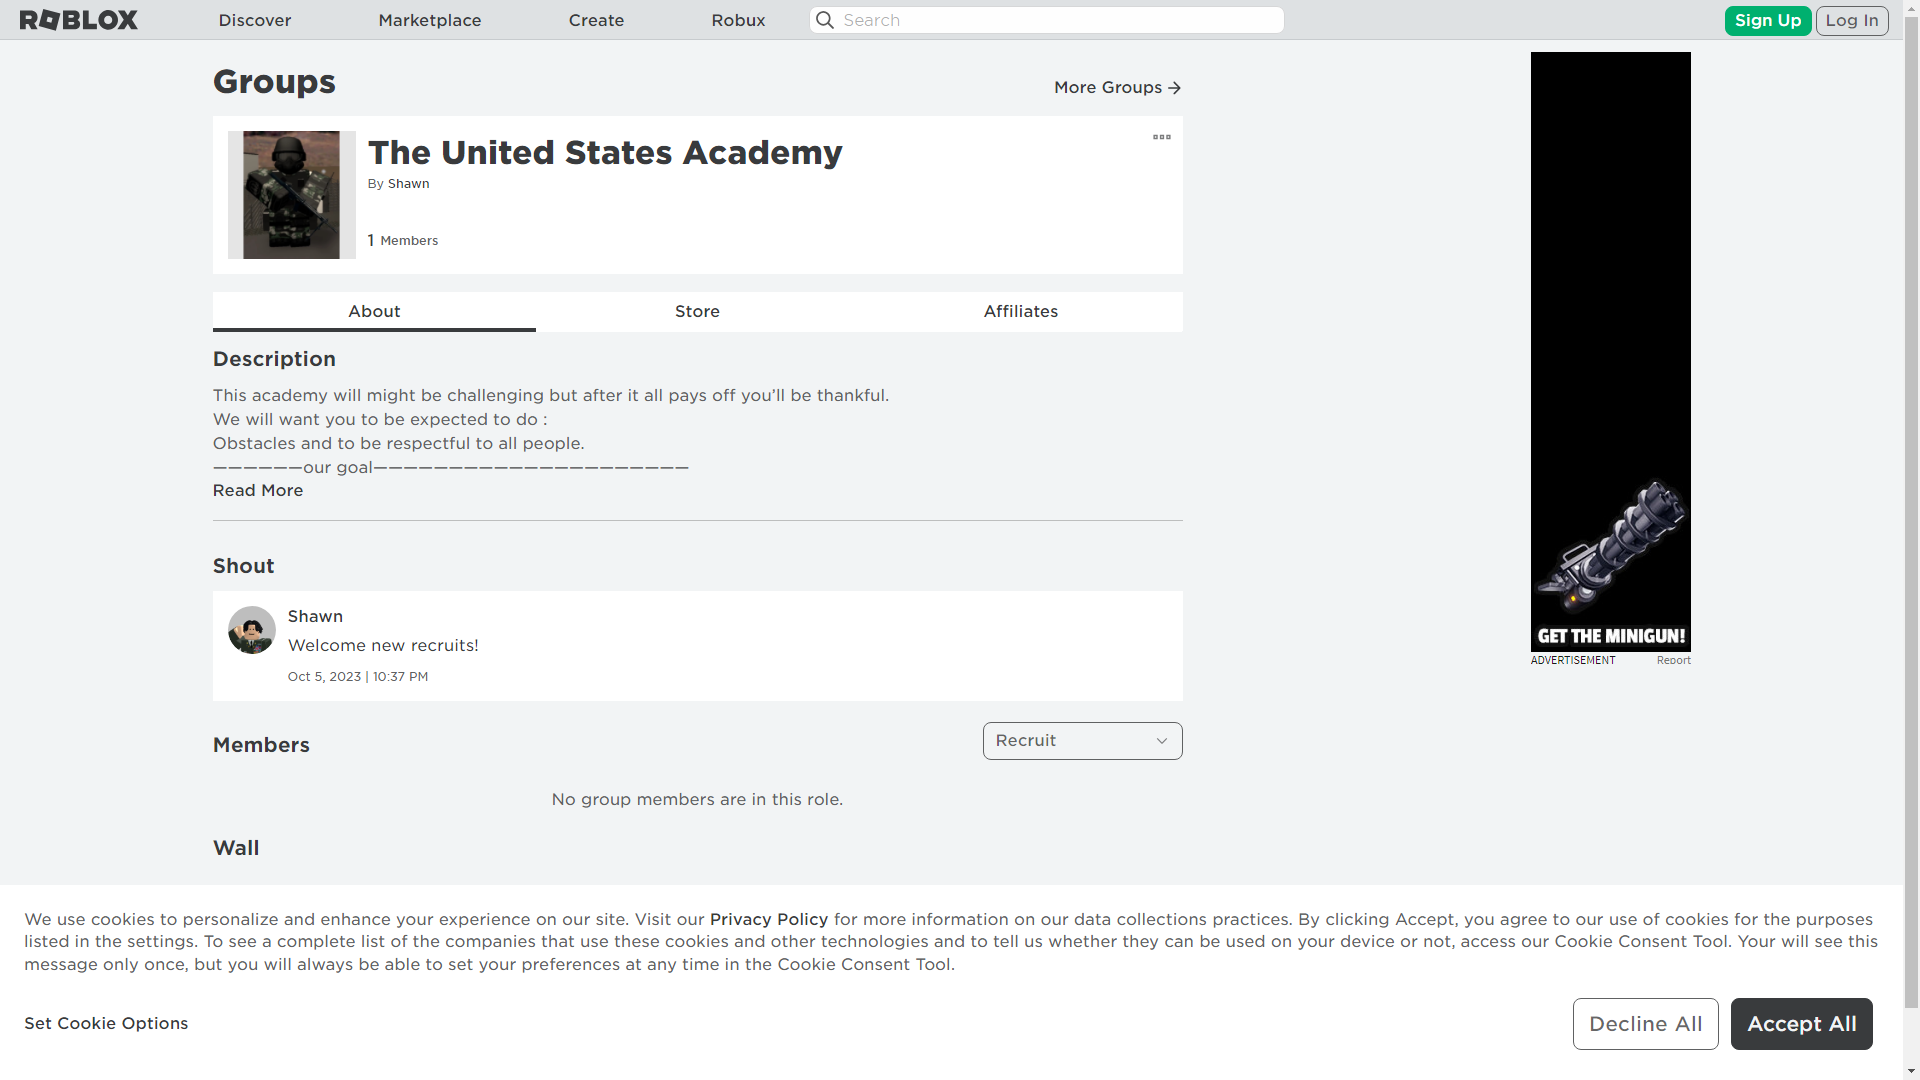 ROBLOX
Discover
Marketplace
Create
Robux
Search
Sign Up
Log In
Groups
More Groups
The United States Academy
By Shawn
1 Members
About
Store
Affiliates
Description
This academy will might be challenging but after it all pays off you’ll be thankful.
We will want you to be expected to do :
Obstacles and to be respectful to all people.
——————our goal—————————————————————
Read More
Shout
Shawn
Welcome new recruits!
Oct 5, 2023 | 10:37 PM
Members
Recruit
No group members are in this role.
Wall
GET THE MINIGUN!
ADVERTISEMENT
Report
We use cookies to personalize and enhance your experience on our site. Visit our Privacy Policy for more information on our data collections practices. By clicking Accept, you agree to our use of cookies for the purposes
listed in the settings. To see a complete list of the companies that use these cookies and other technologies and to tell us whether they can be used on your device or not, access our Cookie Consent Tool. Your will see this
message only once, but you will always be able to set your preferences at any time in the Cookie Consent Tool.
Set Cookie Options
Decline All
Accept All